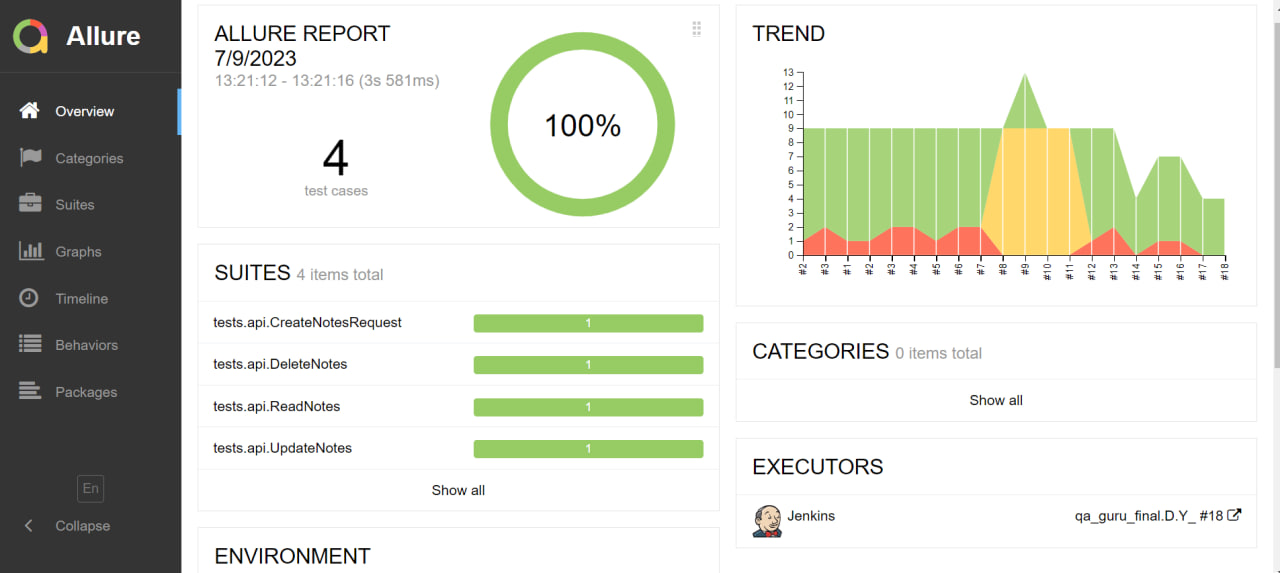 Allure
Overview
Categories
Suites
Graphs
Timeline
Behaviors
Packages
En
Collapse
ALLURE REPORT
7/9/2023
13:21:12 - 13:21:16 (3s 581ms)
4
test cases
100%
SUITES 4 items total
tests.api.CreateNotesRequest 1
tests.api.DeleteNotes 1
tests.api.ReadNotes 1
tests.api.UpdateNotes 1
Show all
ENVIRONMENT
TREND
13
12
11
10
9
8
7
6
5
4
3
2
1
0
#2 #3 #1 #2 #3 #4 #5 #6 #7 #8 #9 #10 #11 #12 #13 #14 #15 #16 #17 #18
CATEGORIES 0 items total
Show all
EXECUTORS
Jenkins qa_guru_final.D.Y_ #18